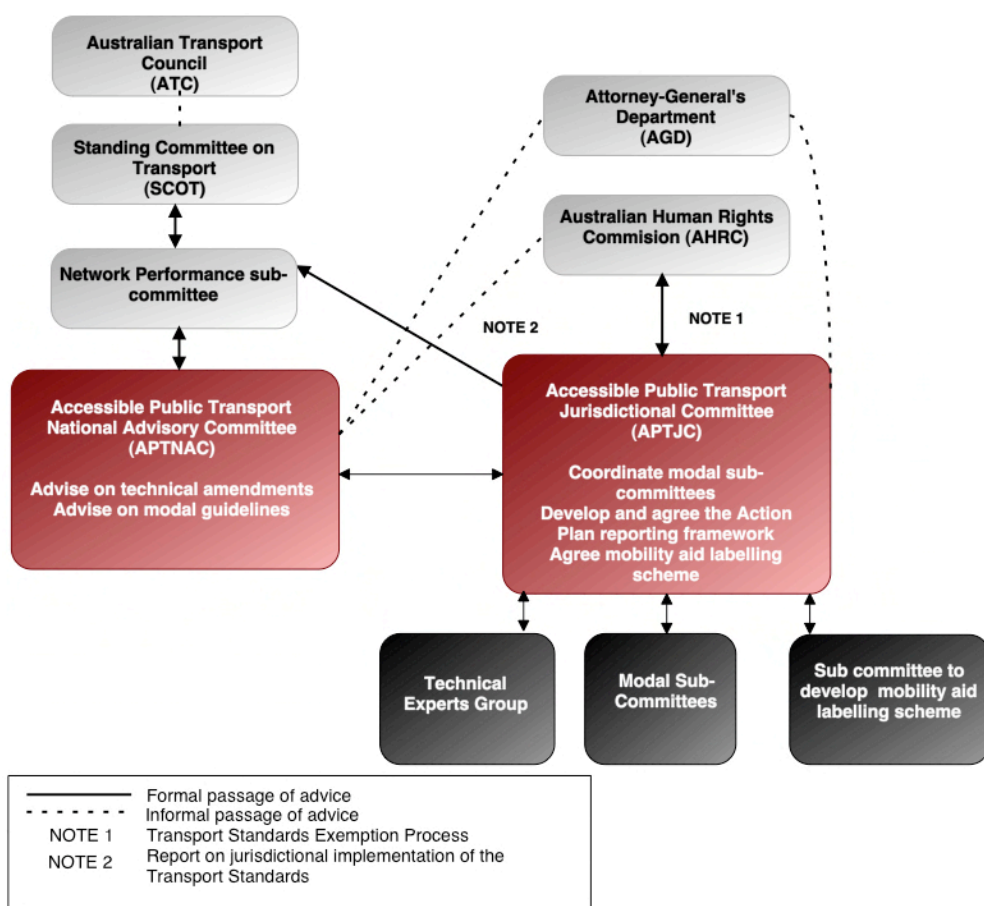 Australian Transport
Council
(ATC)
Attorney-General's
Department
(AGD)
Standing Committee on
Transport
(SCOT)
Australian Human Rights
Commision (AHRC)
Network Performance sub-
committee
NOTE 2
NOTE 1
Accessible Public Transport
National Advisory Committee
(APTNAC)
Advise on technical amendments
Advise on modal guidelines
Accessible Public Transport
Jurisdictional Committee
(APTJC)
Coordinate modal sub-
committees
Develop and agree the Action
Plan reporting framework
Agree mobility aid labelling
scheme
Technical
Experts Group
Modal Sub-
Committees
Sub committee to
develop mobility aid
labelling scheme
Formal passage of advice
Informal passage of advice
NOTE 1 Transport Standards Exemption Process
NOTE 2 Report on jurisdictional implementation of the
Transport Standards